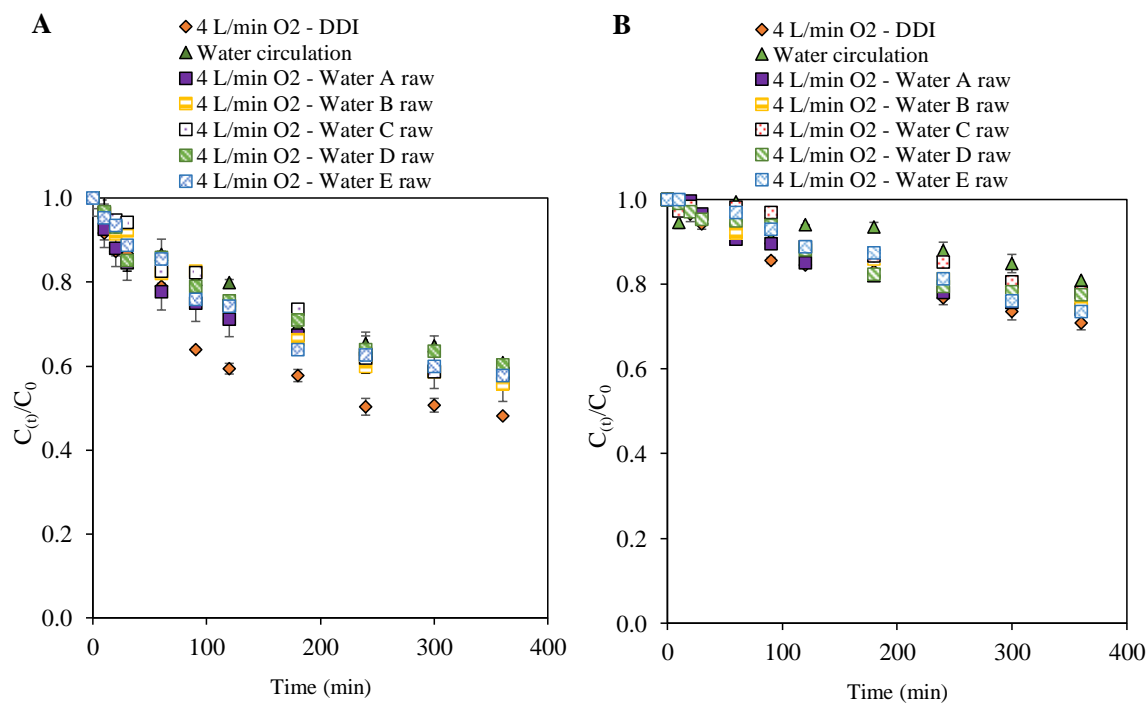 A
4 L/min O2 - DDI
Water circulation
4 L/min O2 - Water A raw
4 L/min O2 - Water B raw
4 L/min O2 - Water C raw
4 L/min O2 - Water D raw
4 L/min O2 - Water E raw
1.0
0.8
0.6
0.4
0.2
0.0
C(t)/C0
0
100
200
300
400
Time (min)
B
4 L/min O2 - DDI
Water circulation
4 L/min O2 - Water A raw
4 L/min O2 - Water B raw
4 L/min O2 - Water C raw
4 L/min O2 - Water D raw
4 L/min O2 - Water E raw
1.0
0.8
0.6
0.4
0.2
0.0
C(t)/C0
0
100
200
300
400
Time (min)